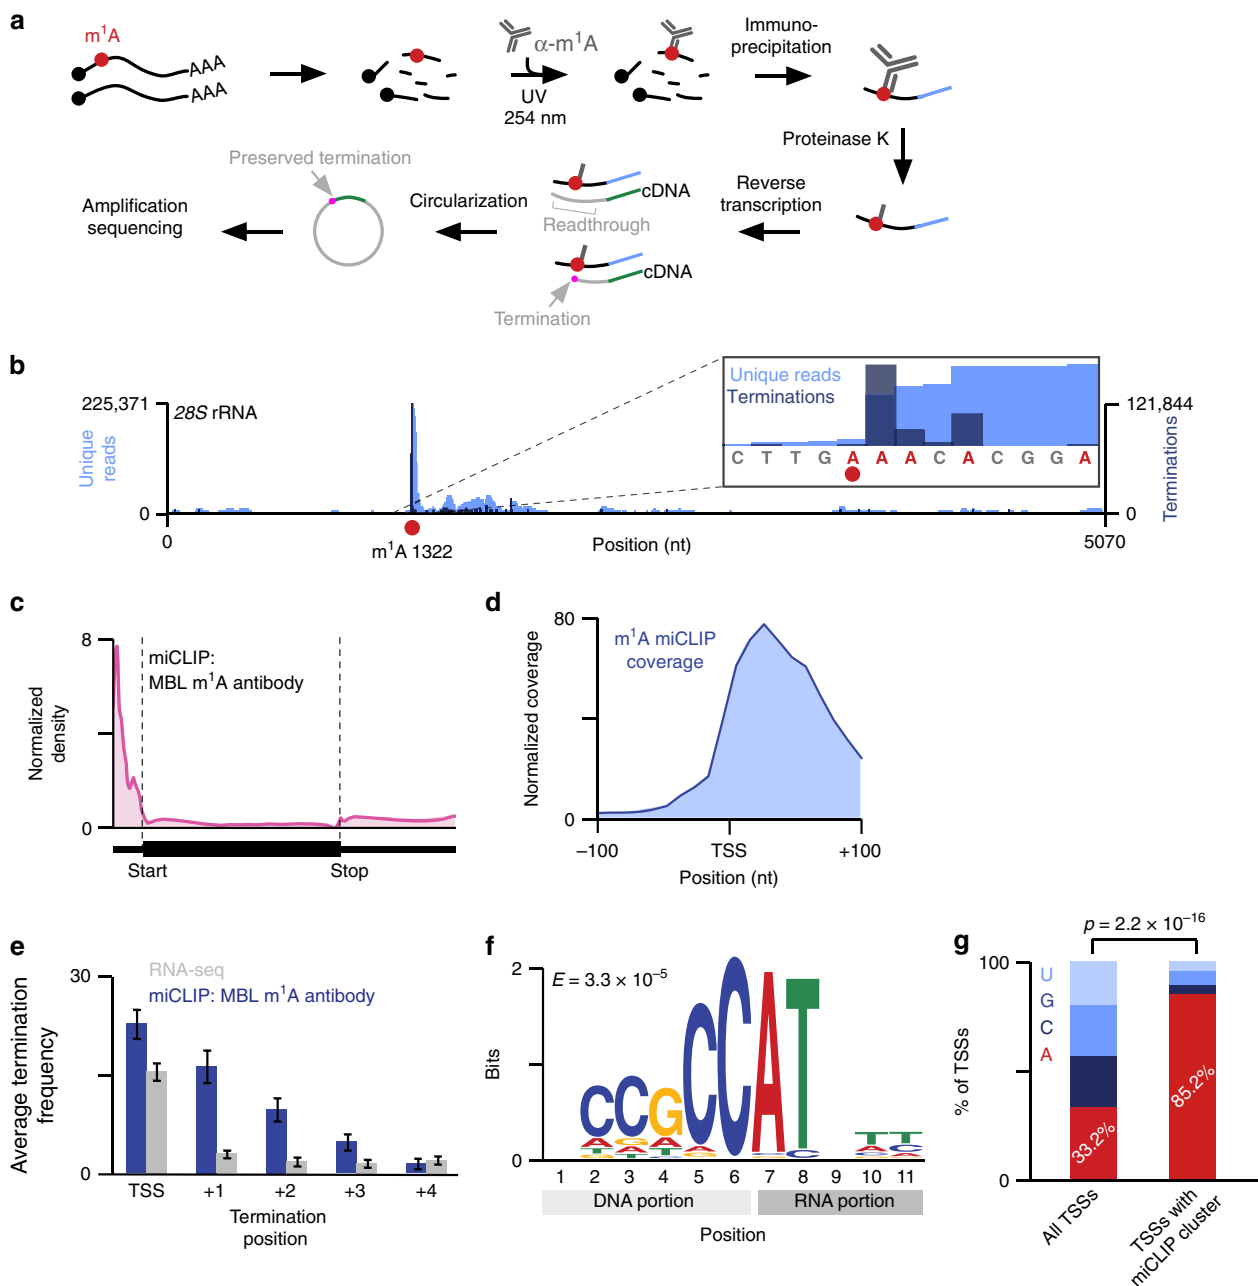 a
m1A
AAA
AAA
α-m1A
UV
254 nm
Immuno-
precipitation
Proteinase K
Reverse
transcription
cDNA
Readthrough
cDNA
Termination
Circularization
Preserved termination
Amplification
sequencing
b
225,371
28S rRNA
Unique
reads
0
0
m1A 1322
Position (nt)
5070
Unique reads
Terminations
C T T G A A A C A C G G A
121,844
Terminations
0
c
8
miCLIP:
MBL m1A antibody
Normalized
density
0
Start
Stop
d
80
m1A miCLIP
coverage
Normalized coverage
0
–100
TSS
+100
Position (nt)
e
30
RNA-seq
miCLIP: MBL m1A antibody
Average termination
frequency
0
TSS
+1
+2
+3
+4
Termination
position
f
2
E = 3.3 × 10–5
Bits
0
1 2 3 4 5 6 7 8 9 10 11
DNA portion
RNA portion
Position
g
p = 2.2 × 10–16
100
U
G
C
A
% of TSSs
33.2%
85.2%
0
All TSSs
TSSs with
miCLIP cluster